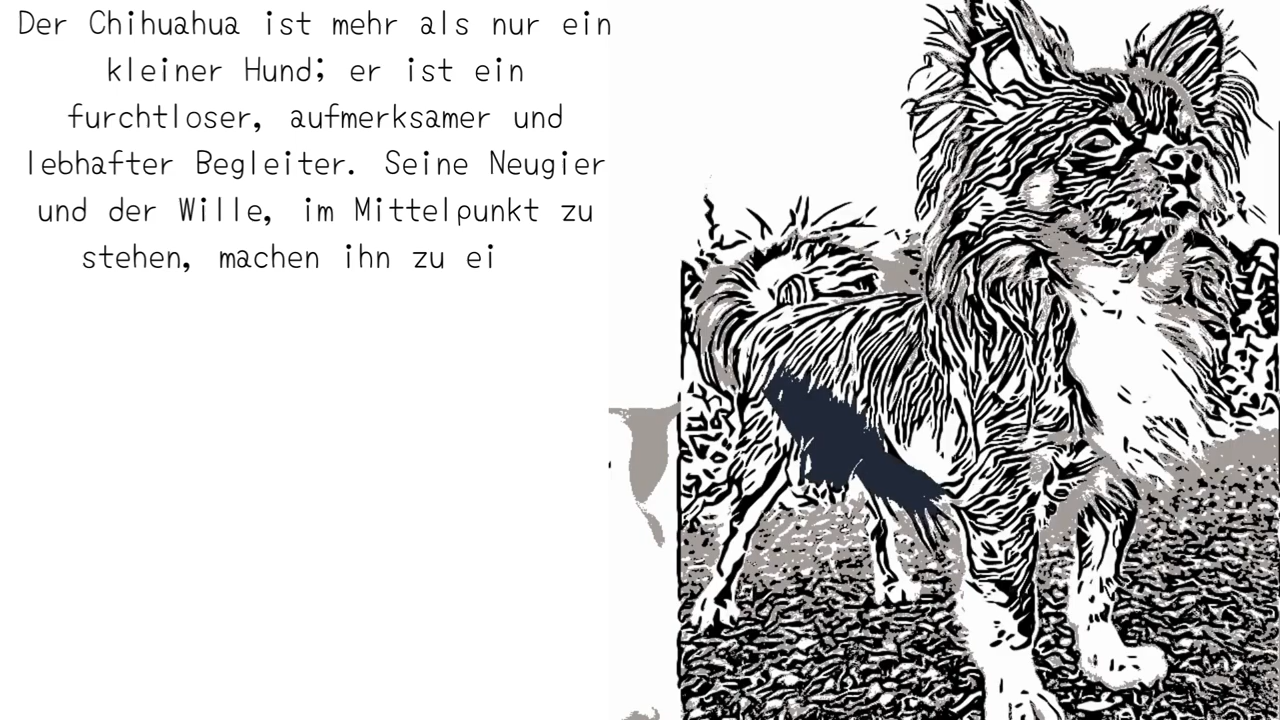 Der Chihuahua ist mehr als nur ein
kleiner Hund; er ist ein
furchtloser, aufmerksamer und
lebhafter Begleiter. Seine Neugier
und der Wille, im Mittelpunkt zu
stehen, machen ihn zu ei